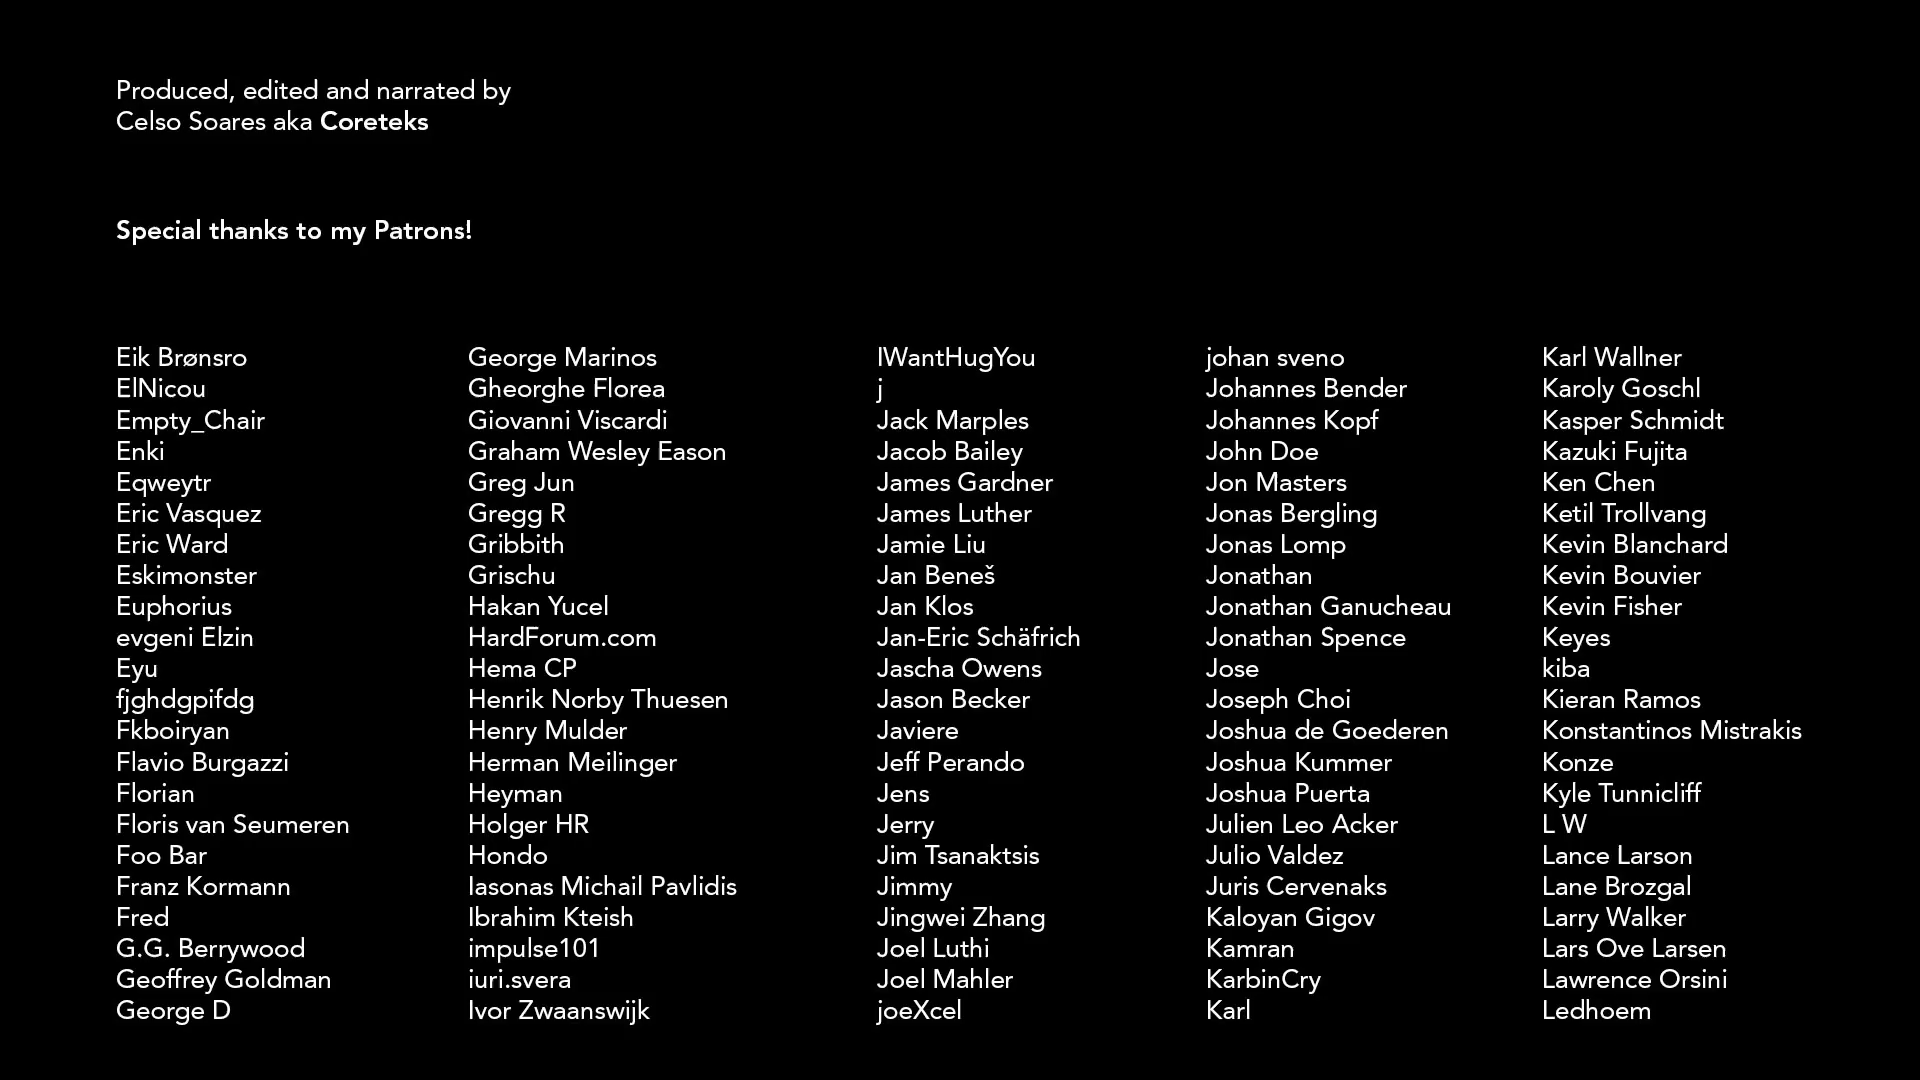 Produced, edited and narrated by
Celso Soares aka Coreteks
Special thanks to my Patrons!
Eik Brønsro
ElNicou
Empty_Chair
Enki
Eqweytr
Eric Vasquez
Eric Ward
Eskimonster
Euphorius
evgeni Elzin
Eyu
fjghdgpifdg
Fkboiryan
Flavio Burgazzi
Florian
Floris van Seumeren
Foo Bar
Franz Kormann
Fred
G.G. Berrywood
Geoffrey Goldman
George D
George Marinos
Gheorghe Florea
Giovanni Viscardi
Graham Wesley Eason
Greg Jun
Gregg R
Gribbith
Grischu
Hakan Yucel
HardForum.com
Hema CP
Henrik Norby Thuesen
Henry Mulder
Herman Meilinger
Heyman
Holger HR
Hondo
Iasonas Michail Pavlidis
Ibrahim Kteish
impulse101
iuri.svera
Ivor Zwaanswijk
IWantHugYou
j
Jack Marples
Jacob Bailey
James Gardner
James Luther
Jamie Liu
Jan Beneš
Jan Klos
Jan-Eric Schäfrich
Jascha Owens
Jason Becker
Javiere
Jeff Perando
Jens
Jerry
Jim Tsanaktsis
Jimmy
Jingwei Zhang
Joel Luthi
Joel Mahler
joeXcel
johan sveno
Johannes Bender
Johannes Kopf
John Doe
Jon Masters
Jonas Bergling
Jonas Lomp
Jonathan
Jonathan Ganucheau
Jonathan Spence
Jose
Joseph Choi
Joshua de Goederen
Joshua Kummer
Joshua Puerta
Julien Leo Acker
Julio Valdez
Juris Cervenaks
Kaloyan Gigov
Kamran
KarbinCry
Karl
Karl Wallner
Karoly Goschl
Kasper Schmidt
Kazuki Fujita
Ken Chen
Ketil Trollvang
Kevin Blanchard
Kevin Bouvier
Kevin Fisher
Keyes
kiba
Kieran Ramos
Konstantinos Mistrakis
Konze
Kyle Tunnicliff
L W
Lance Larson
Lane Brozgal
Larry Walker
Lars Ove Larsen
Lawrence Orsini
Ledhoem